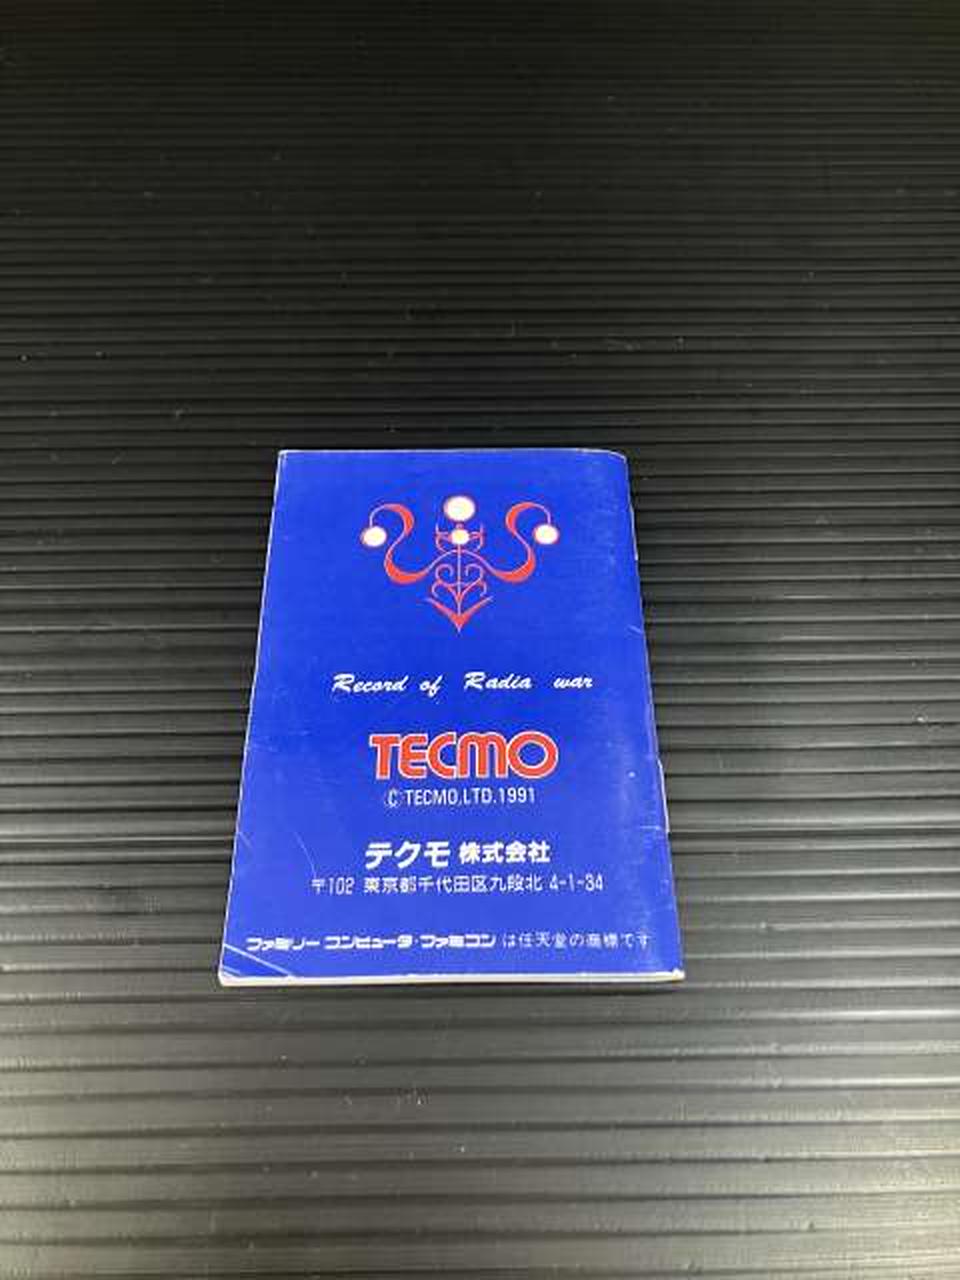 Record of Radia war
TECMO
© TECMO,LTD.1991
テクモ 株式会社
〒102 東京都千代田区九段北 4-1-34
ファミリー コンピュータ・ファミコン は任天堂の商標です